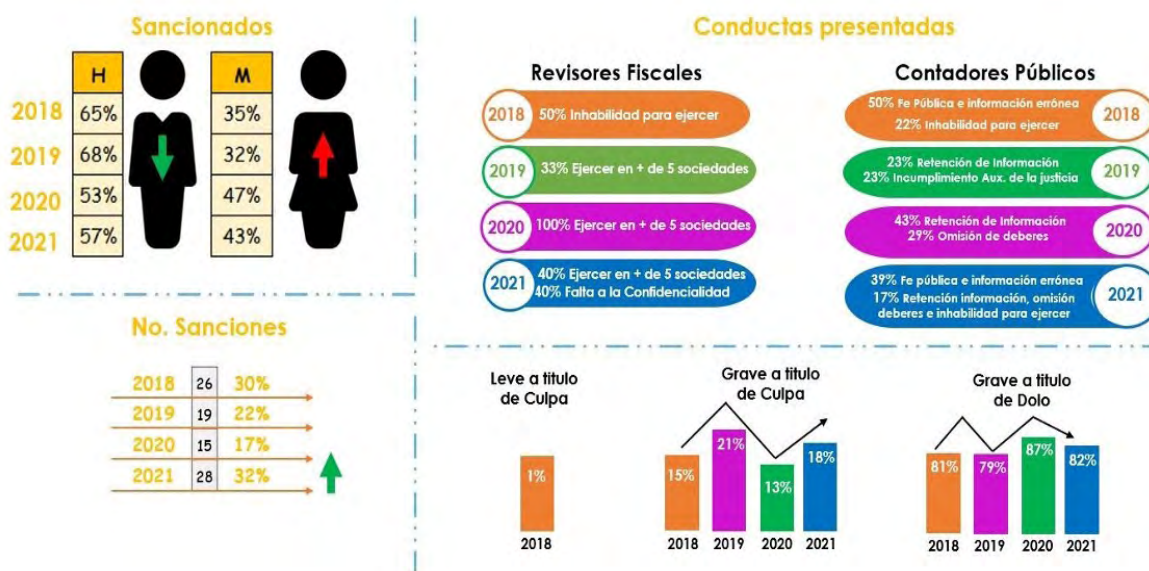 Sancionados
H M
2018 65% 35%
2019 68% 32%
2020 53% 47%
2021 57% 43%
No. Sanciones
2018 26 30%
2019 19 22%
2020 15 17%
2021 28 32%
Conductas presentadas
Revisores Fiscales
2018 50% Inhabilidad para ejercer
2019 33% Ejercer en + de 5 sociedades
2020 100% Ejercer en + de 5 sociedades
2021 40% Ejercer en + de 5 sociedades
40% Falta a la Confidencialidad
Contadores Públicos
50% Fe Pública e información errónea
22% Inhabilidad para ejercer
2018
23% Retención de Información
23% Incumplimiento Aux. de la justicia
2019
43% Retención de Información
29% Omisión de deberes
2020
39% Fe pública e información errónea
17% Retención información, omisión
deberes e inhabilidad para ejercer
2021
Leve a titulo
de Culpa
1%
2018
Grave a titulo
de Culpa
15% 21% 13% 18%
2018 2019 2020 2021
Grave a titulo
de Dolo
81% 79% 87% 82%
2018 2019 2020 2021